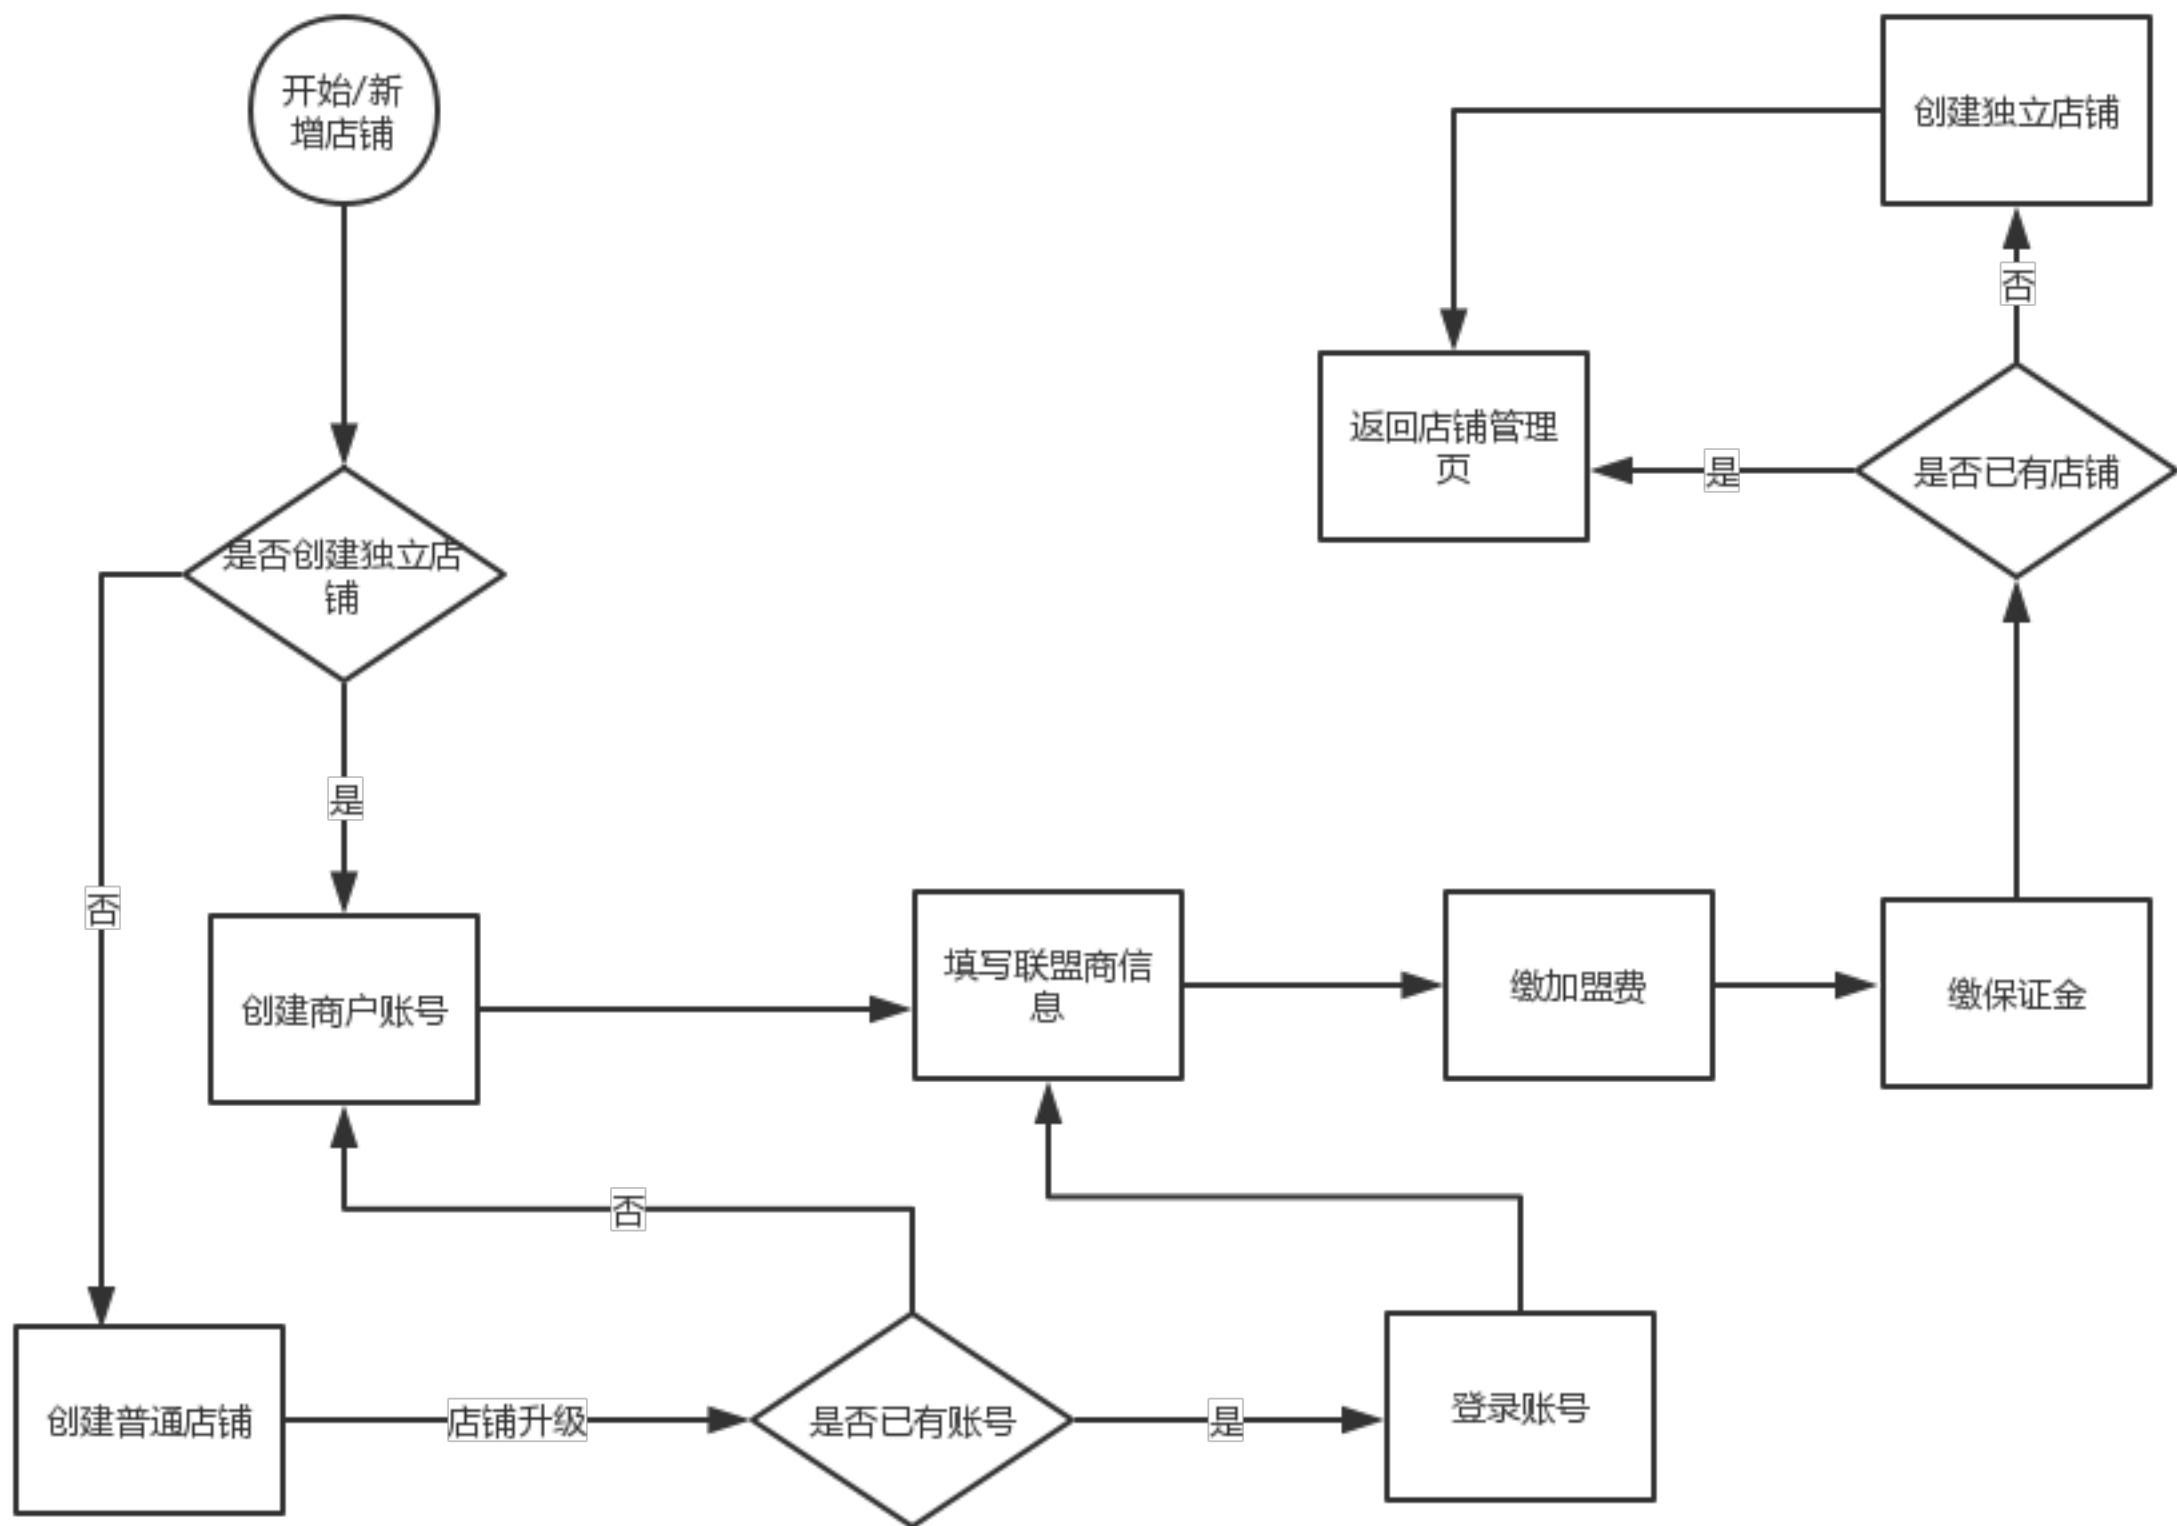 开始/新
增店铺
创建独立店铺
否
返回店铺管理
页
是
是否已有店铺
是否创建独立店
铺
是
否
创建商户账号
填写联盟商信
息
缴加盟费
缴保证金
否
创建普通店铺
店铺升级
是否已有账号
是
登录账号